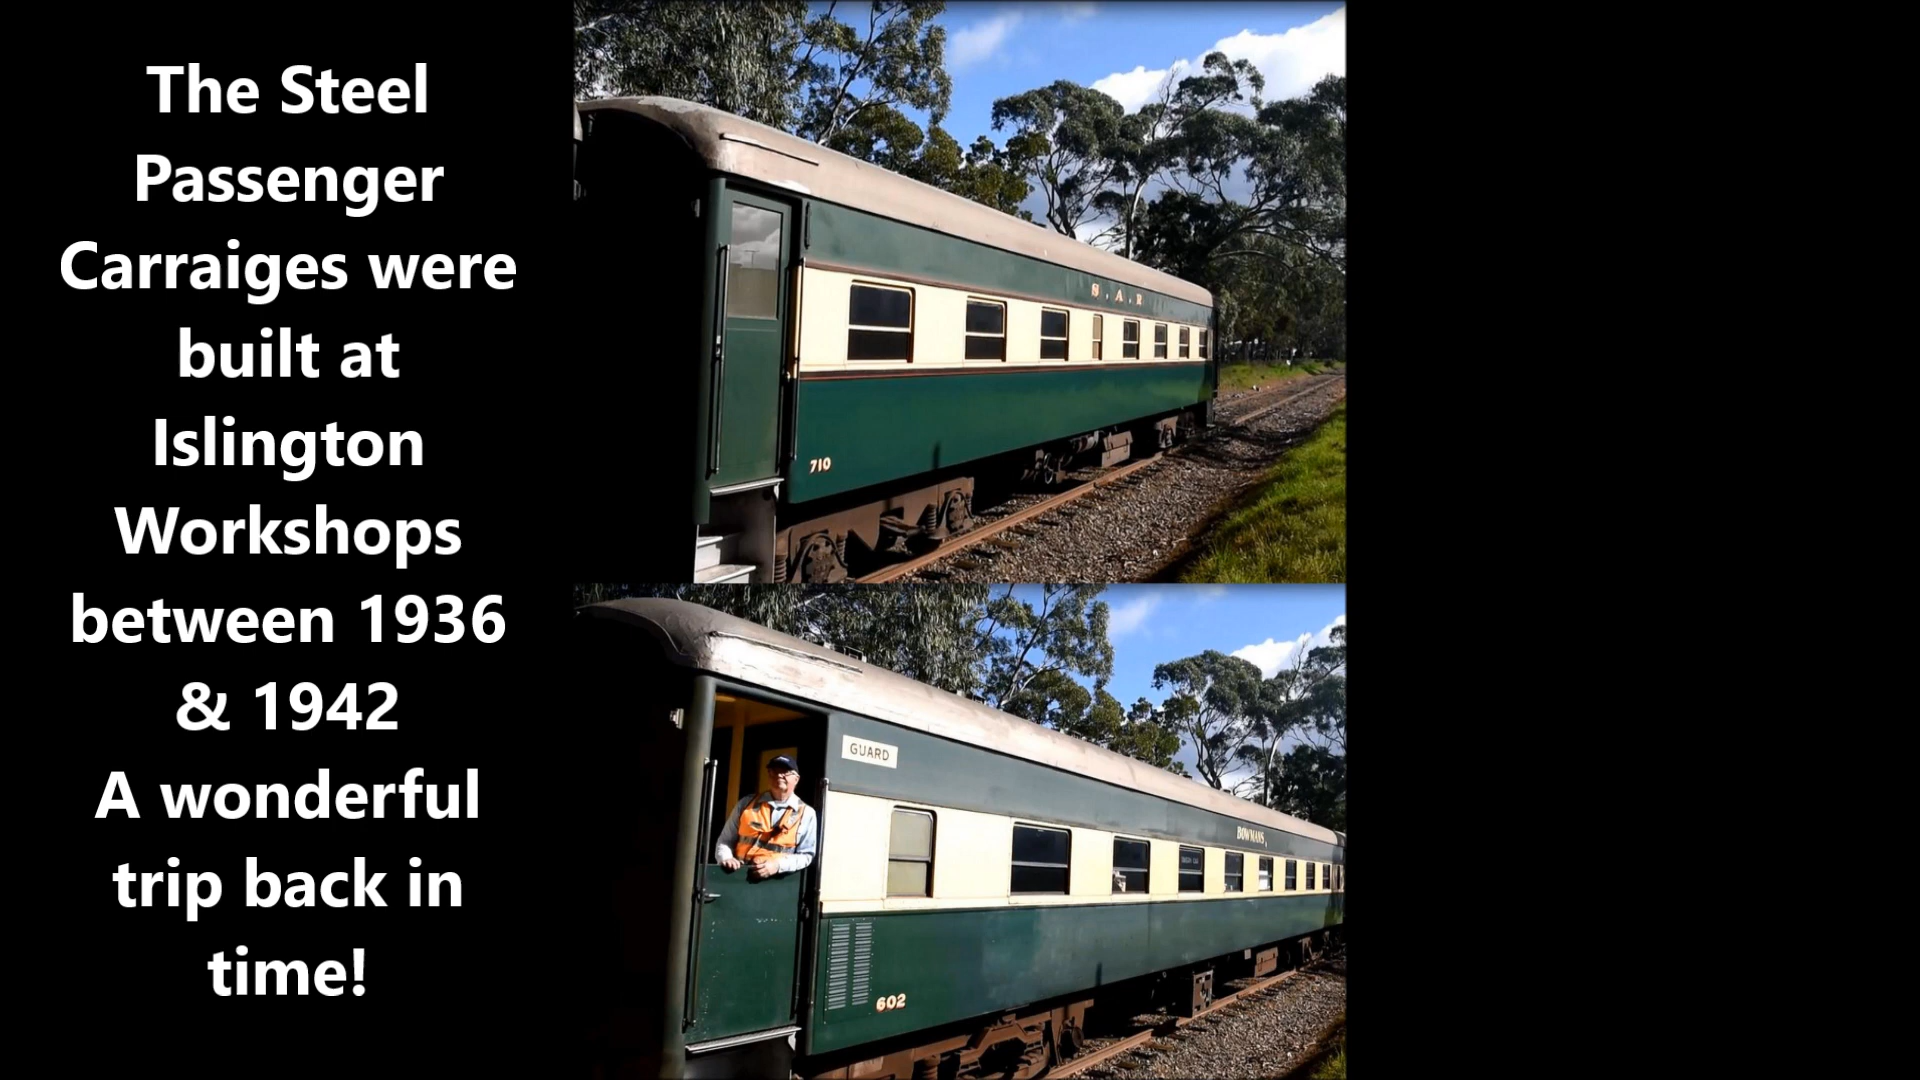 The Steel
Passenger
Carraiges were
built at
Islington
Workshops
between 1936
& 1942
A wonderful
trip back in
time!
S.A.R
710
GUARD
BOWMANS
602